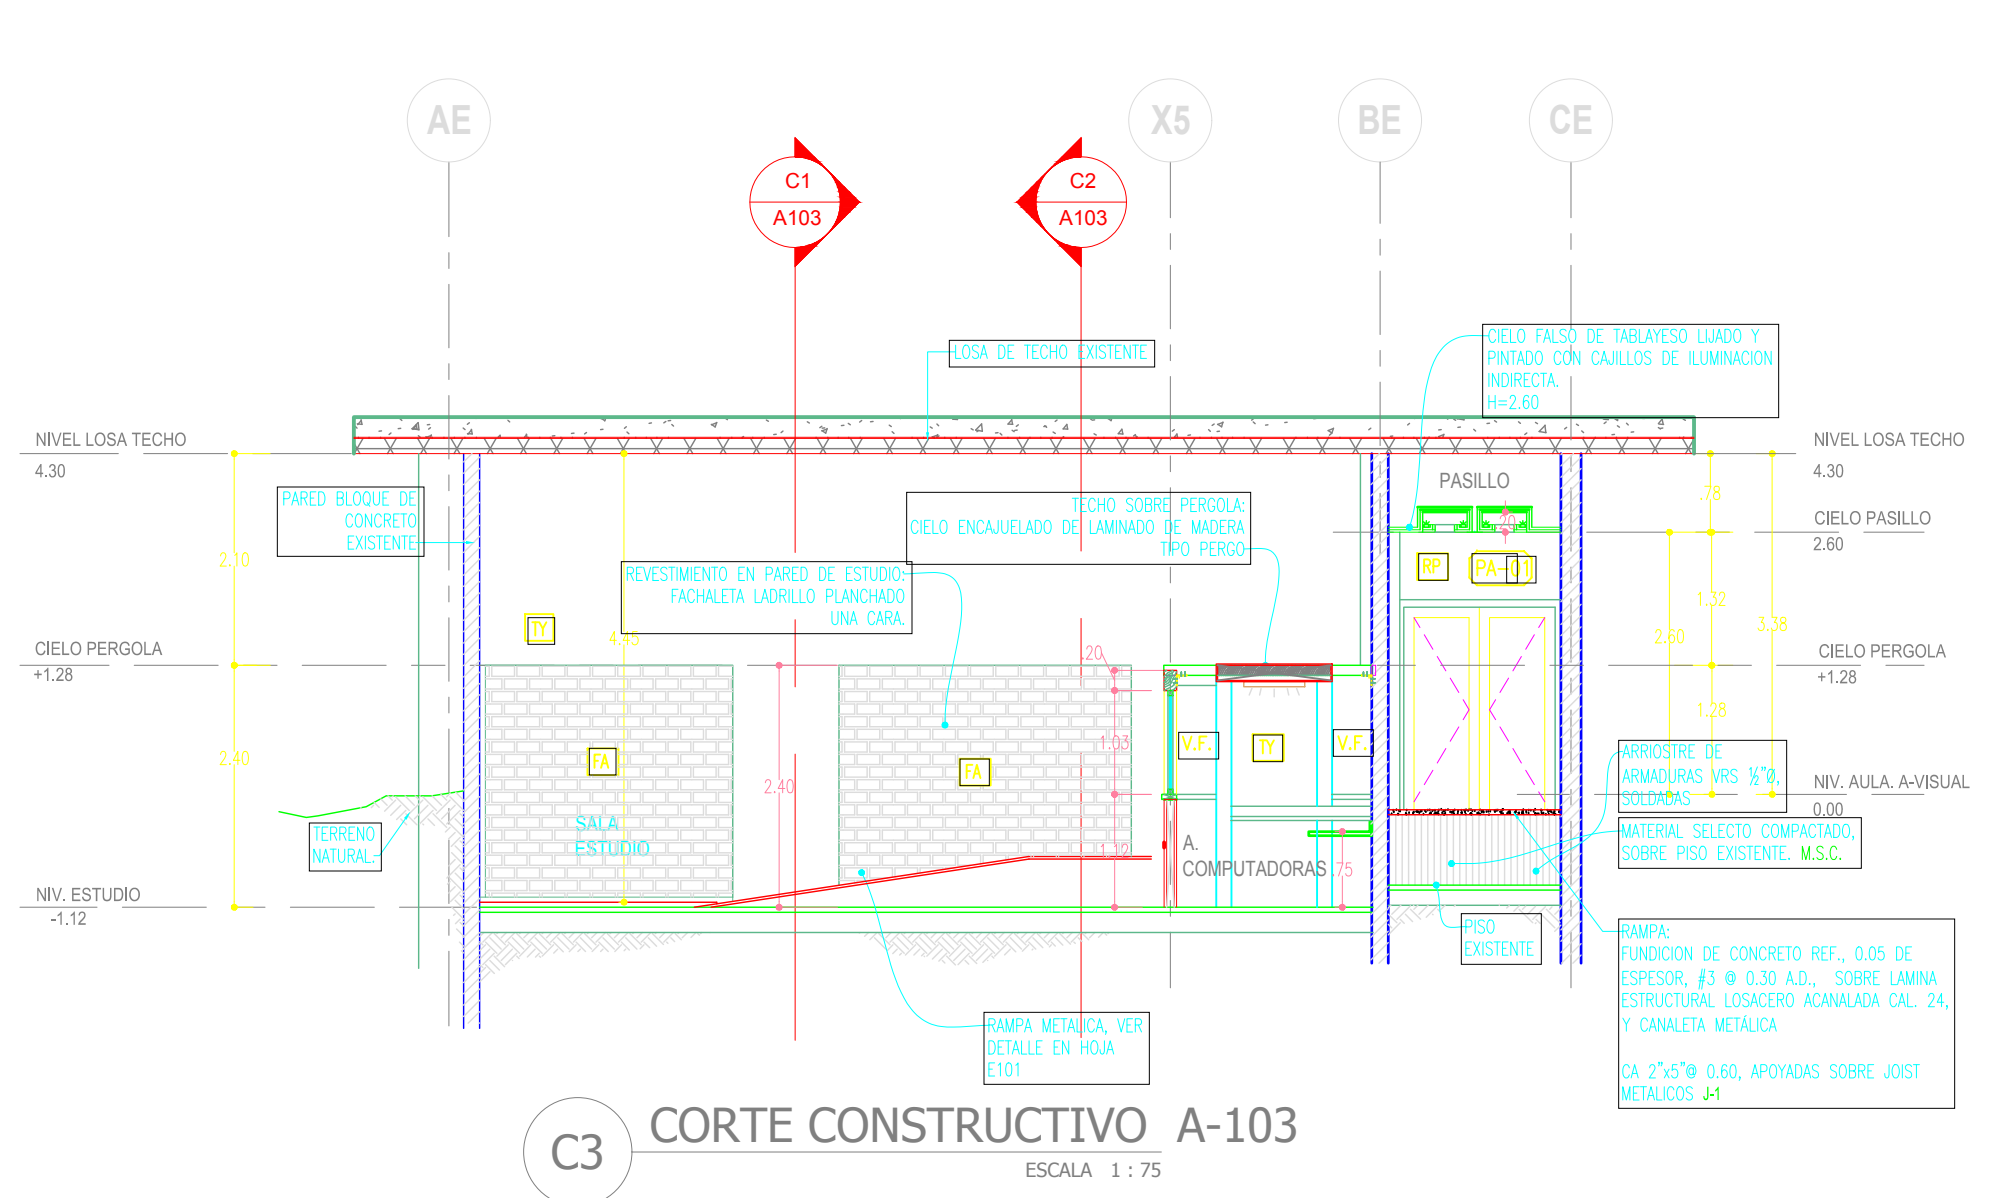 AE
X5
BE
CE
C1
A103
C2
A103
LOSA DE TECHO EXISTENTE
CIELO FALSO DE TABLAYESO LIJADO Y
PINTADO CON CAJILLOS DE ILUMINACION
INDIRECTA.
H=2.60
NIVEL LOSA TECHO
4.30
NIVEL LOSA TECHO
4.30
PARED BLOQUE DE
CONCRETO
EXISTENTE
TECHO SOBRE PERGOLA:
CIELO ENCAJUELADO DE LAMINADO DE MADERA
TIPO PERGO
PASILLO
.20
.78
CIELO PASILLO
2.60
2.10
REVESTIMIENTO EN PARED DE ESTUDIO:
FACHALETA LADRILLO PLANCHADO
UNA CARA.
RP
PA-01
1.32
3.38
2.60
TY
4.45
CIELO PERGOLA
+1.28
.20
CIELO PERGOLA
+1.28
1.28
2.40
FA
2.40
FA
1.03
V.F.
TY
V.F.
ARRIOSTRE DE
ARMADURAS VRS ½"Ø,
SOLDADAS
NIV. AULA. A-VISUAL
0.00
TERRENO
NATURAL.
SALA
ESTUDIO
1.12
A.
COMPUTADORAS
.75
MATERIAL SELECTO COMPACTADO,
SOBRE PISO EXISTENTE. M.S.C.
NIV. ESTUDIO
-1.12
PISO
EXISTENTE
RAMPA:
FUNDICION DE CONCRETO REF., 0.05 DE
ESPESOR, #3 @ 0.30 A.D., SOBRE LAMINA
ESTRUCTURAL LOSACERO ACANALADA CAL. 24,
Y CANALETA METÁLICA
CA 2"x5"@ 0.60, APOYADAS SOBRE JOIST
METALICOS J-1
RAMPA METALICA, VER
DETALLE EN HOJA
E101
C3
CORTE CONSTRUCTIVO A-103
ESCALA 1 : 75